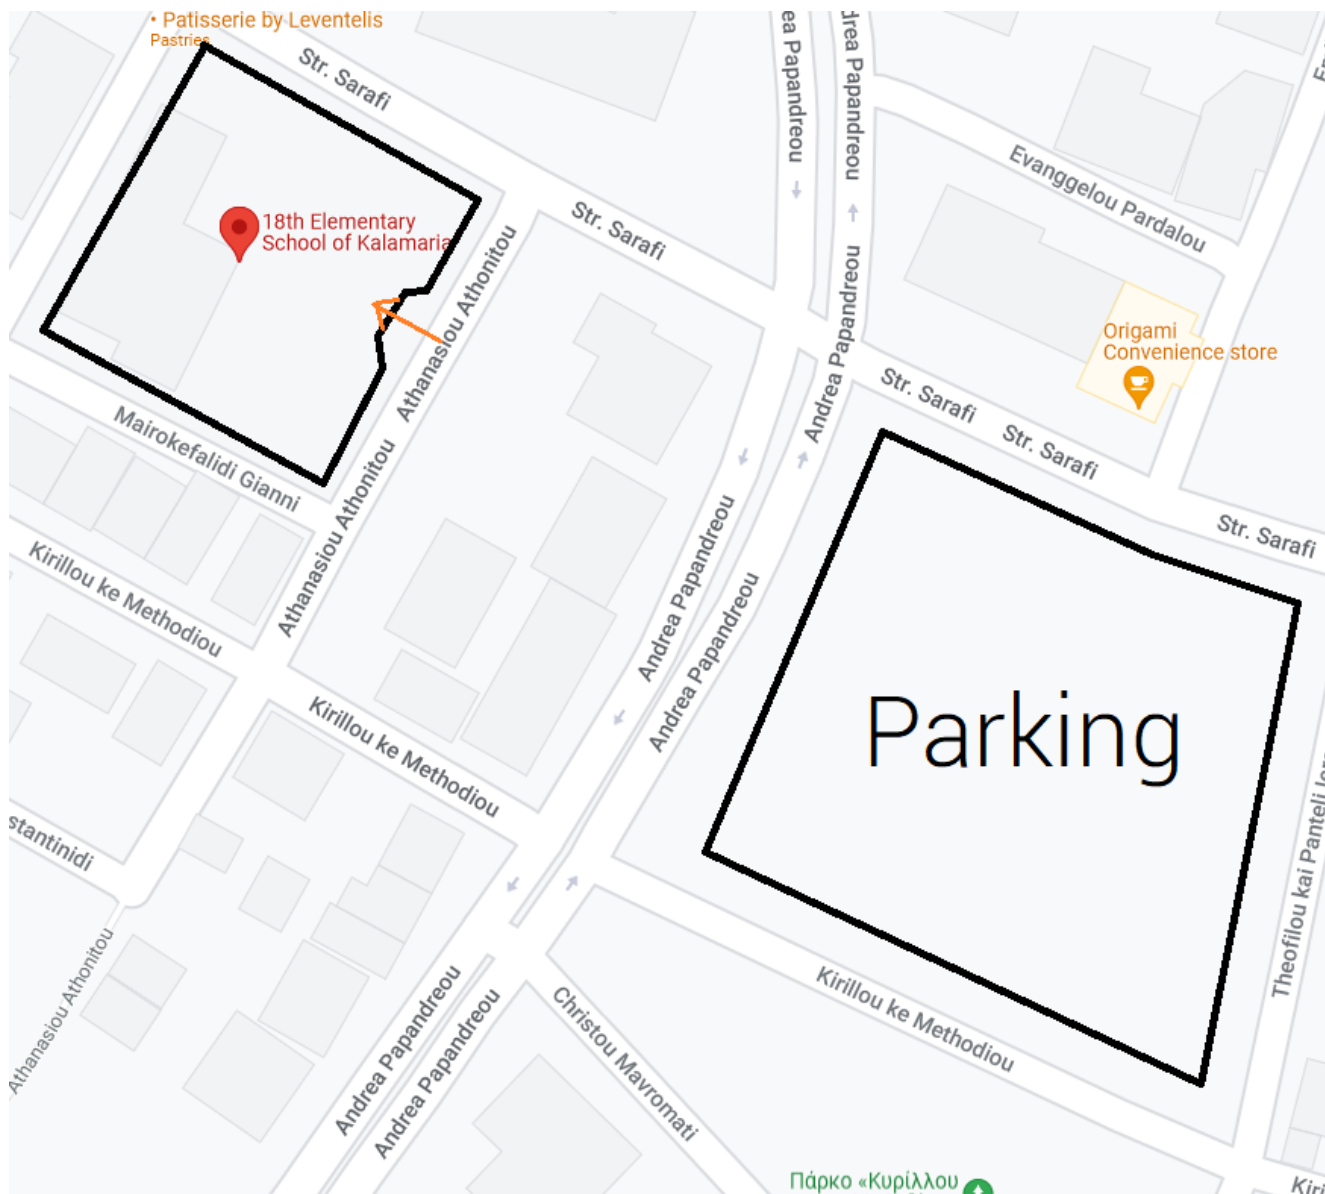 • Patisserie by Leventelis
Pastries
Str. Sarafi
Andrea Papandreou
Andrea Papandreou
Evanggelou Pardalou
18th Elementary
School of Kalamaria
Str. Sarafi
Athanasiou Athonitou
Andrea Papandreou
Origami
Convenience store
Str. Sarafi
Str. Sarafi
Str. Sarafi
Mairokefalidi Gianni
Athanasiou Athonitou
Kirillou ke Methodiou
Andrea Papandreou
Andrea Papandreou
Parking
Kirillou ke Methodiou
stantinidi
Theofilou kai Panteli
Athanasiou Athonitou
Andrea Papandreou
Andrea Papandreou
Christou Mavromati
Kirillou ke Methodiou
Πάρκο «Κυρίλλου
Kiri